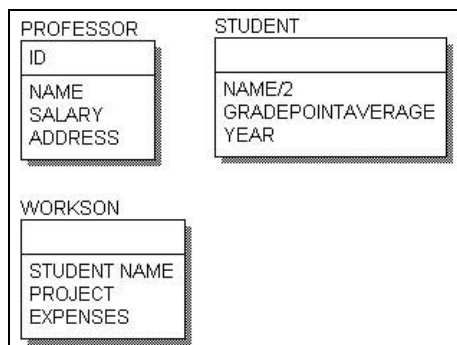 PROFESSOR
ID
NAME
SALARY
ADDRESS
STUDENT
NAME/2
GRADEPOINTAVERAGE
YEAR
WORKSON
STUDENT NAME
PROJECT
EXPENSES